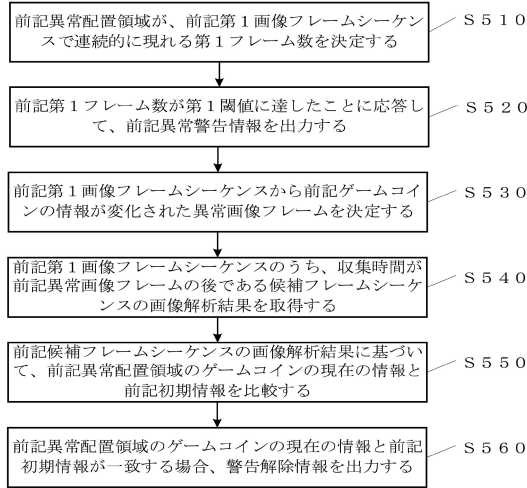 前記異常配置領域が、前記第１画像フレームシーケン
スで連続的に現れる第１フレーム数を決定する
Ｓ５１０
前記第１フレーム数が第１閾値に達したことに応答し
て、前記異常警告情報を出力する
Ｓ５２０
前記第１画像フレームシーケンスから前記ゲームコイ
ンの情報が変化された異常画像フレームを決定する
Ｓ５３０
前記第１画像フレームシーケンスのうち、収集時間が
前記異常画像フレームの後である候補フレームシーケ
ンスの画像解析結果を取得する
Ｓ５４０
前記候補フレームシーケンスの画像解析結果に基づい
て、前記異常配置領域のゲームコインの現在の情報と
前記初期情報を比較する
Ｓ５５０
前記異常配置領域のゲームコインの現在の情報と前記
初期情報が一致する場合、警告解除情報を出力する
Ｓ５６０